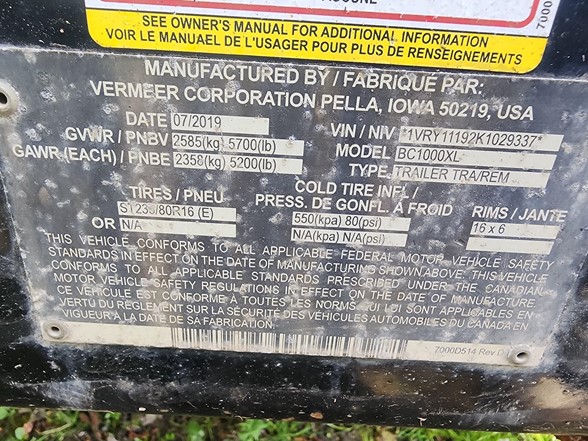 SEE OWNER'S MANUAL FOR ADDITIONAL INFORMATION
VOIR LE MANUAEL DE L'USAGER POUR PLUS DE RENSEIGNEMENTS
7000
MANUFACTURED BY / FABRIQUÉ PAR:
VERMEER CORPORATION PELLA, IOWA 50219, USA
DATE 07/2019
VIN / NIV *1VRY11192K1029337*
GVWR / PNBV 2585(kg) 5700(lb)
MODEL BC1000XL
GAWR (EACH) / PNBE 2358(kg) 5200(lb)
TYPE: TRAILER TRA/REM
TIRES / PNEU
COLD TIRE INFL /
PRESS. DE GONFL. À FROID
RIMS / JANTE
ST235/80R16 (E)
550(kpa) 80(psi)
16 x 6
OR N/A
N/A(kpa) N/A(psi)
THIS VEHICLE CONFORMS TO ALL APPLICABLE FEDERAL MOTOR VEHICLE SAFETY
STANDARDS IN EFFECT ON THE DATE OF MANUFACTURING SHOWN ABOVE. THIS VEHICLE
CONFORMS TO ALL APPLICABLE STANDARDS PRESCRIBED UNDER THE CANADIAN
MOTOR VEHICLE SAFETY REGULATIONS IN EFFECT ON THE DATE OF MANUFACTURE
CE VÉHICULE EST CONFORME À TOUTES LES NORMES QUI LUI SONT APPLICABLES EN
VERTU DU RÈGLEMENT SUR LA SÉCURITÉ DES VÉHICULES AUTOMOBILES DU CANADA EN
VIGUEUR À LA DATE DE SA FABRICATION.
7000D514 Rev D